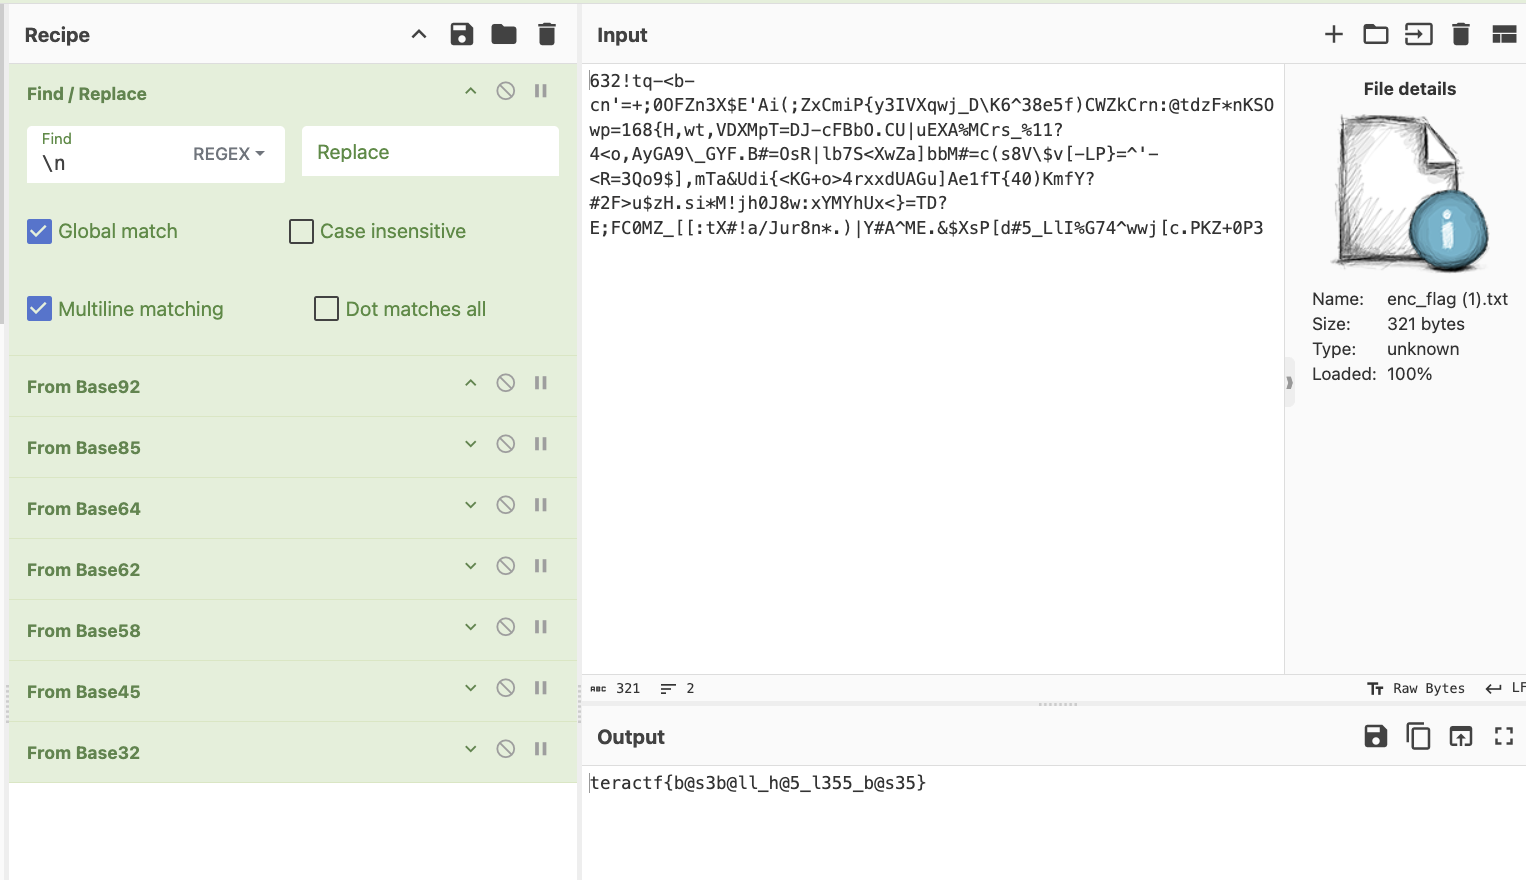 Recipe
Find / Replace
Find
\n
REGEX
Replace
Global match
Case insensitive
Multiline matching
Dot matches all
From Base92
From Base85
From Base64
From Base62
From Base58
From Base45
From Base32
Input
632!tq-<b-
cn'=+;0OFZn3X$E'Ai(;ZxCmiP{y3IVXqwj_D\K6^38e5f)CWZkCrn:@tdzF*nKSO
wp=168{H,wt,VDXMpT=DJ-cFBbO.CU|uEXA%MCrs_%11?
4<o,AyGA9\_GYF.B#=OsR|lb7S<XwZa]bbM#=c(s8V\$v[-LP}=^'-
<R=3Qo9$],mTa&Udi{<KG+o>4rxxdUAGu]Ae1fT{40)KmfY?
#2F>u$zH.si*M!jh0J8w:xYMYhUx<}=TD?
E;FC0MZ_[[:tX#!a/Jur8n*.)|Y#A^ME.&$XsP[d#5_LlI%G74^wwj[c.PKZ+0P3
File details
Name: enc_flag (1).txt
Size: 321 bytes
Type: unknown
Loaded: 100%
ABC 321 2
Raw Bytes LF
Output
teractf{b@s3b@ll_h@5_l355_b@s35}